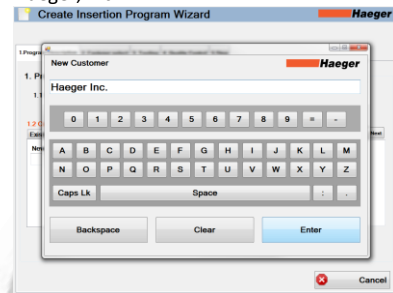 Create Insertion Program Wizard
Haeger
New Customer
Haeger
Haeger Inc.
0 1 2 3 4 5 6 7 8 9 = -
A B C D E F G H I J K L M
N O P Q R S T U V W X Y Z
Caps Lk Space : .
Backspace Clear Enter
Cancel